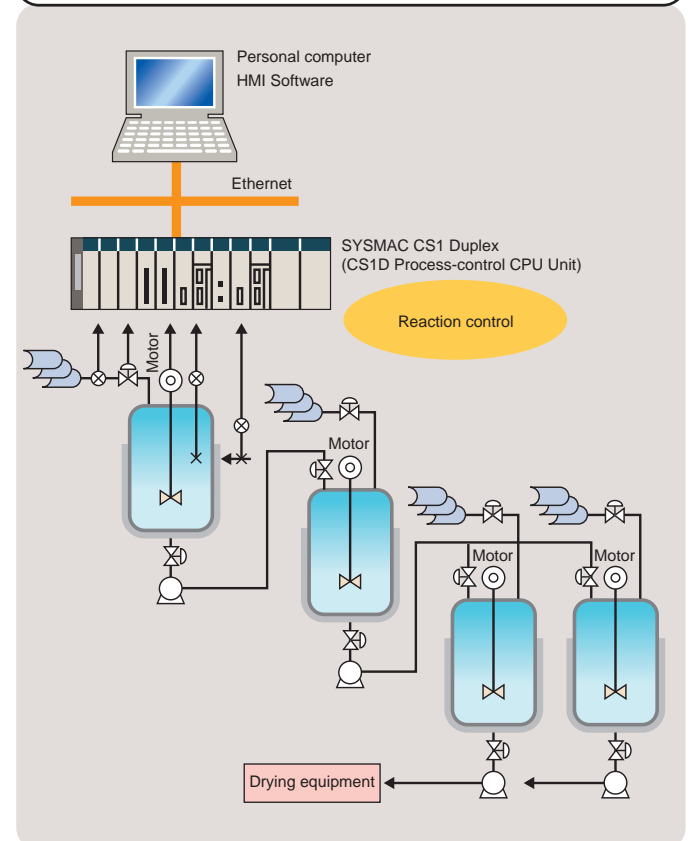 Personal computer
HMI Software
Ethernet
SYSMAC CS1 Duplex
(CS1D Process-control CPU Unit)
Reaction control
Motor
Motor
Motor
Motor
Drying equipment